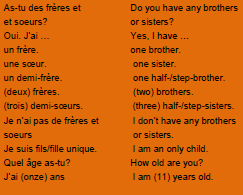 As-tu des frères et Do you have any brothers
et soeurs? or sisters?
Oui. J'ai ... Yes, I have ...
un frère. one brother.
une sœur. one sister.
un demi-frère. one half-/step-brother.
(deux) frères. (two) brothers.
(trois) demi-sœurs. (three) half-/step-sisters.
Je n'ai pas de frères et I don't have any brothers
soeurs or sisters.
Je suis fils/fille unique. I am an only child.
Quel âge as-tu? How old are you?
J'ai (onze) ans I am (11) years old.